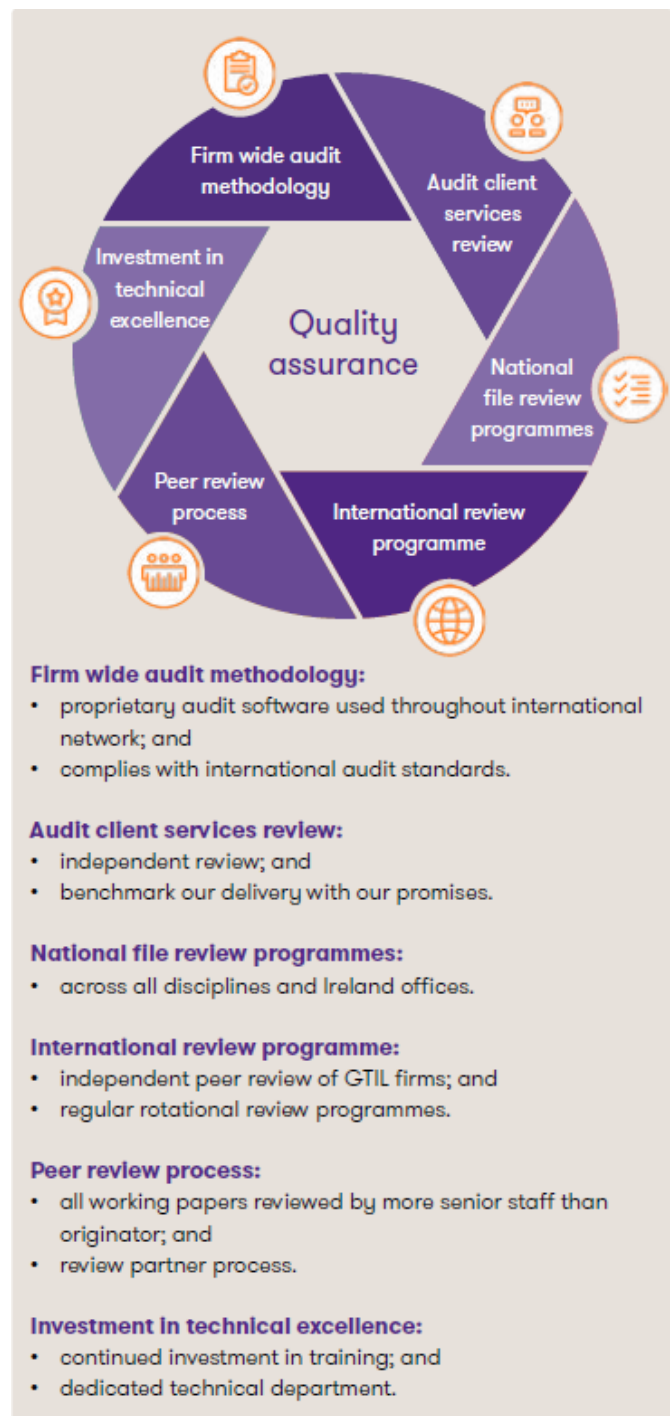 Firm wide audit
methodology
Audit client
services
review
Investment in
technical
excellence
Quality
assurance
National
file review
programmes
Peer review
process
International review
programme
Firm wide audit methodology:
• proprietary audit software used throughout international
network; and
• complies with international audit standards.
Audit client services review:
• independent review; and
• benchmark our delivery with our promises.
National file review programmes:
• across all disciplines and Ireland offices.
International review programme:
• independent peer review of GTIL firms; and
• regular rotational review programmes.
Peer review process:
• all working papers reviewed by more senior staff than
originator; and
• review partner process.
Investment in technical excellence:
• continued investment in training; and
• dedicated technical department.